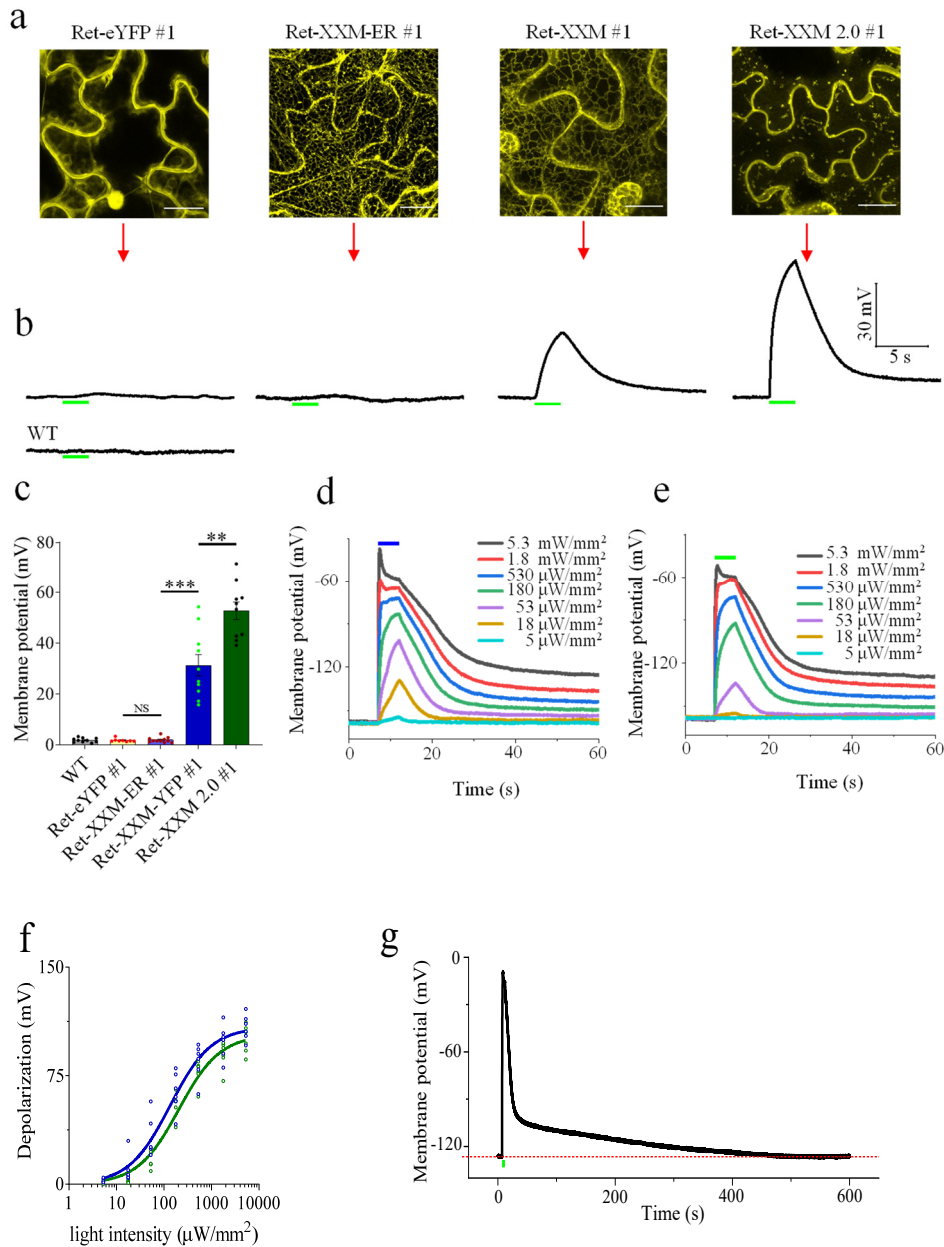 a
Ret-eYFP #1
Ret-XXM-ER #1
Ret-XXM #1
Ret-XXM 2.0 #1
b
30 mV
5 s
WT
c
Membrane potential (mV)
80
60
40
20
0
NS
***
**
WT
Ret-eYFP #1
Ret-XXM-ER #1
Ret-XXM-YFP #1
Ret-XXM 2.0 #1
d
Membrane potential (mV)
-60
-120
5.3 mW/mm²
1.8 mW/mm²
530 μW/mm²
180 μW/mm²
53 μW/mm²
18 μW/mm²
5 μW/mm²
0 20 40 60
Time (s)
e
Membrane potential (mV)
-60
-120
5.3 mW/mm²
1.8 mW/mm²
530 μW/mm²
180 μW/mm²
53 μW/mm²
18 μW/mm²
5 μW/mm²
0 20 40 60
Time (s)
f
Depolarization (mV)
150
75
0
1 10 100 1000 10000
light intensity (μW/mm²)
g
Membrane potential (mV)
0
-60
-120
0 200 400 600
Time (s)